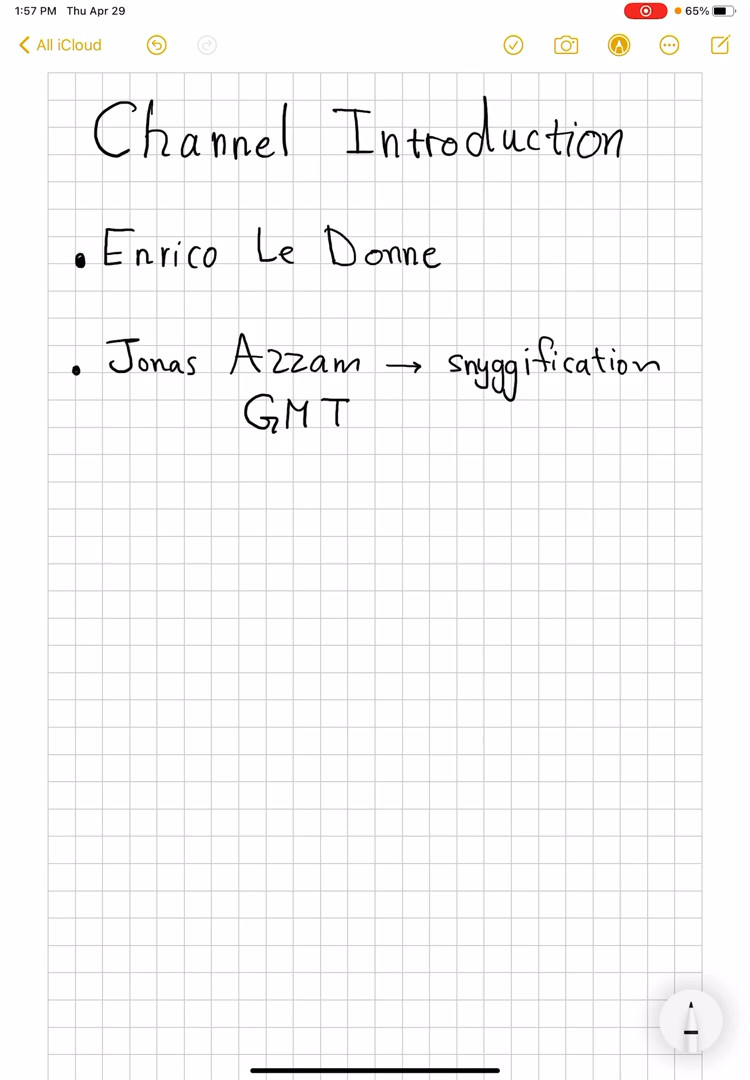 1:57 PM Thu Apr 29
65%
All iCloud
Channel Introduction
• Enrico Le Donne
• Jonas Azzam → snyggification
GMT